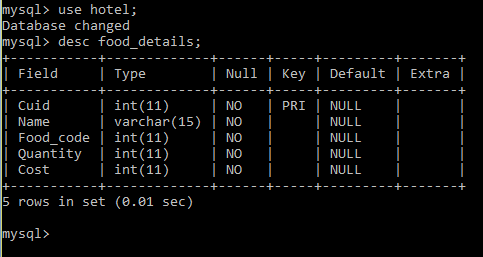 mysql> use hotel;
Database changed
mysql> desc food_details;
+-----------+-------------+------+-----+---------+-------+
| Field     | Type        | Null | Key | Default | Extra |
+-----------+-------------+------+-----+---------+-------+
| Cuid      | int(11)     | NO   | PRI | NULL    |       |
| Name      | varchar(15) | NO   |     | NULL    |       |
| Food_code | int(11)     | NO   |     | NULL    |       |
| Quantity  | int(11)     | NO   |     | NULL    |       |
| Cost      | int(11)     | NO   |     | NULL    |       |
+-----------+-------------+------+-----+---------+-------+
5 rows in set (0.01 sec)
mysql>